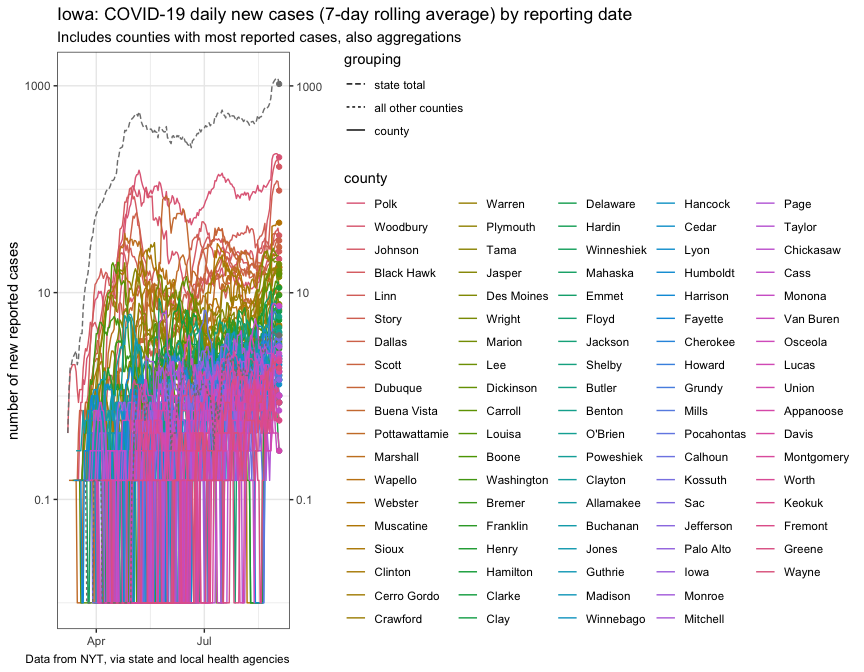 Iowa: COVID-19 daily new cases (7-day rolling average) by reporting date
Includes counties with most reported cases, also aggregations
number of new reported cases
1000
10
0.1
1000
10
0.1
Apr
Jul
Data from NYT, via state and local health agencies
grouping
state total
all other counties
county
county
Polk
Woodbury
Johnson
Black Hawk
Linn
Story
Dallas
Scott
Dubuque
Buena Vista
Pottawattamie
Marshall
Wapello
Webster
Muscatine
Sioux
Clinton
Cerro Gordo
Crawford
Warren
Plymouth
Tama
Jasper
Des Moines
Wright
Marion
Lee
Dickinson
Carroll
Louisa
Boone
Washington
Bremer
Franklin
Henry
Hamilton
Clarke
Clay
Delaware
Hardin
Winneshiek
Mahaska
Emmet
Floyd
Jackson
Shelby
Butler
Benton
O'Brien
Poweshiek
Clayton
Allamakee
Buchanan
Jones
Guthrie
Madison
Winnebago
Hancock
Cedar
Lyon
Humboldt
Harrison
Fayette
Cherokee
Howard
Grundy
Mills
Pocahontas
Calhoun
Kossuth
Sac
Jefferson
Palo Alto
Iowa
Monroe
Mitchell
Page
Taylor
Chickasaw
Cass
Monona
Van Buren
Osceola
Lucas
Union
Appanoose
Davis
Montgomery
Worth
Keokuk
Fremont
Greene
Wayne